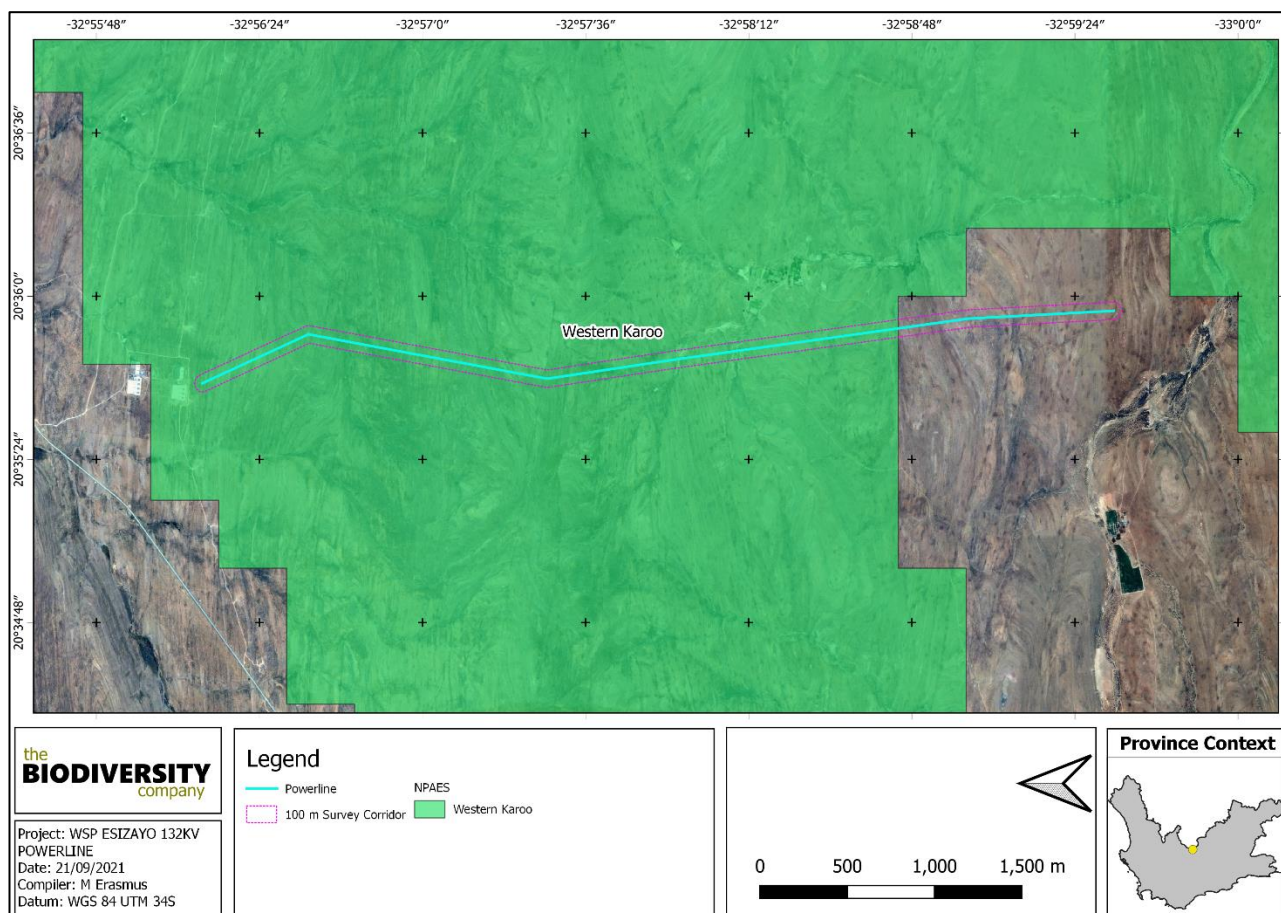 -32°55'48" -32°56'24" -32°57'0" -32°57'36" -32°58'12" -32°58'48" -32°59'24" -33°0'0"
20°36'36"
20°36'0"
20°35'24"
20°34'48"
Western Karoo
the
BIODIVERSITY
company
Project: WSP ESIZAYO 132KV
POWERLINE
Date: 21/09/2021
Compiler: M Erasmus
Datum: WGS 84 UTM 34S
Legend
Powerline
100 m Survey Corridor
NPAES
Western Karoo
0 500 1,000 1,500 m
Province Context